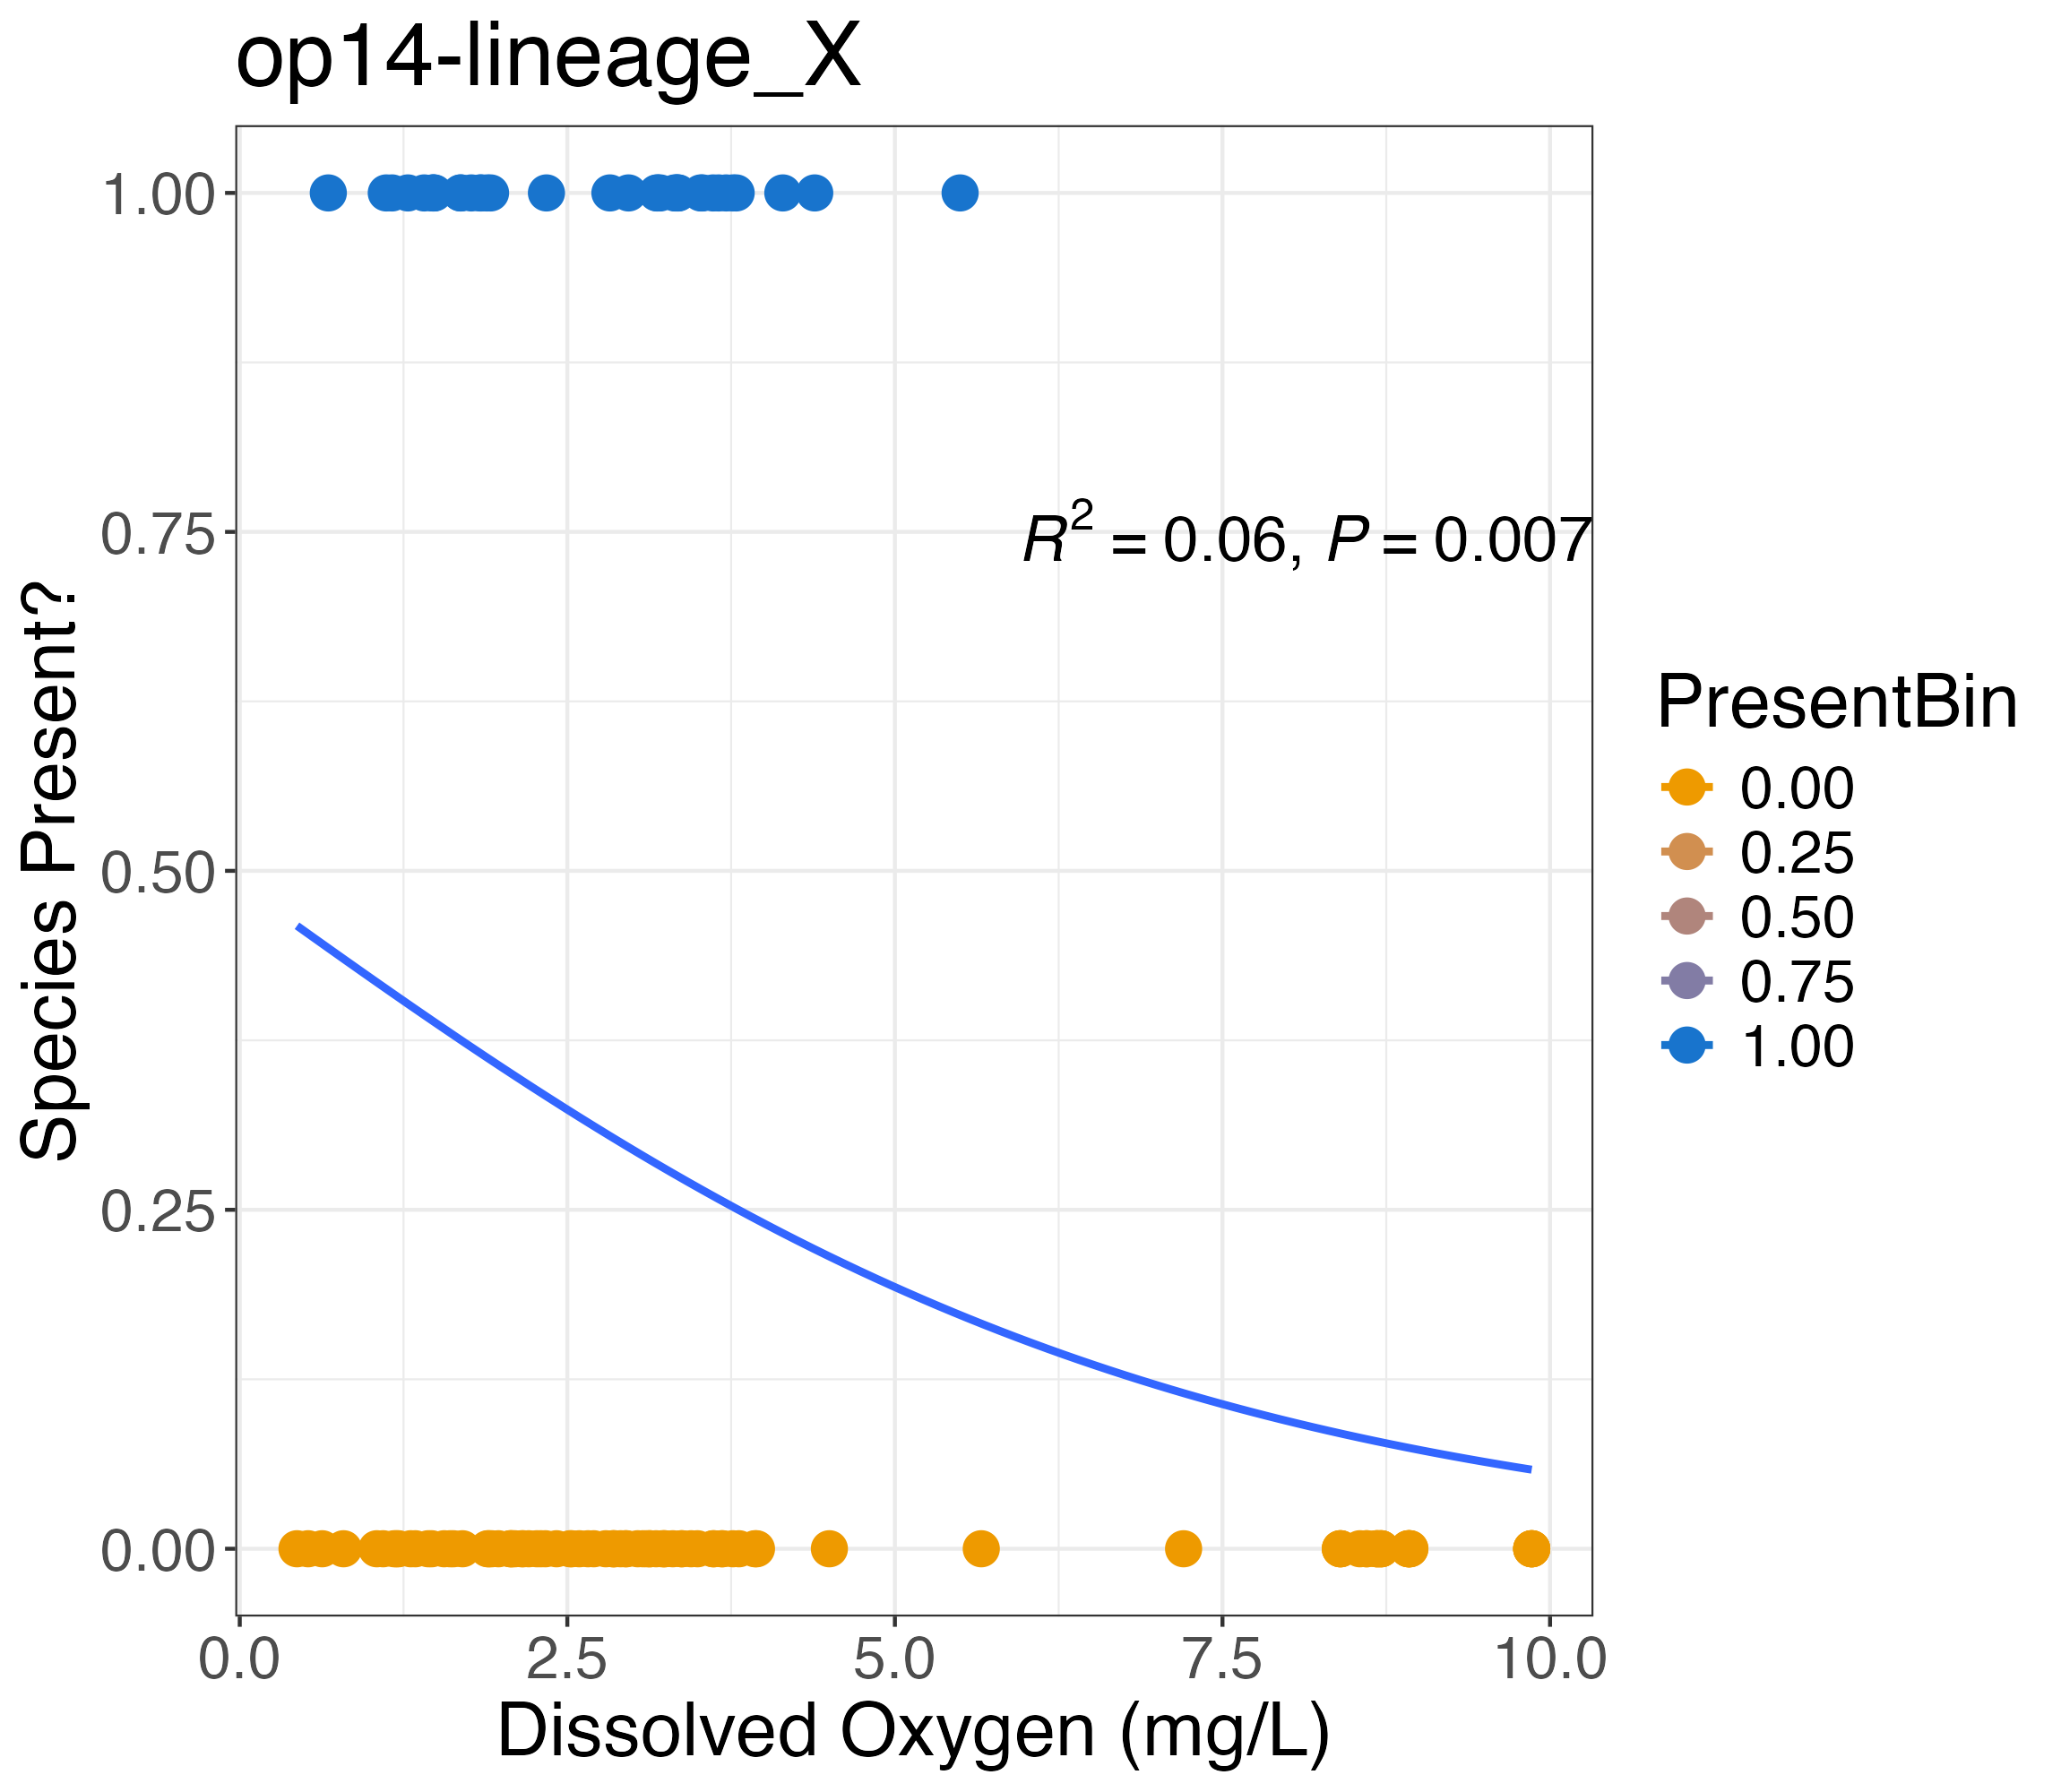 op14-lineage_X
1.00
0.75
0.50
0.25
0.00
Species Present?
R² = 0.06, P = 0.007
0.0 2.5 5.0 7.5 10.0
Dissolved Oxygen (mg/L)
PresentBin
0.00
0.25
0.50
0.75
1.00